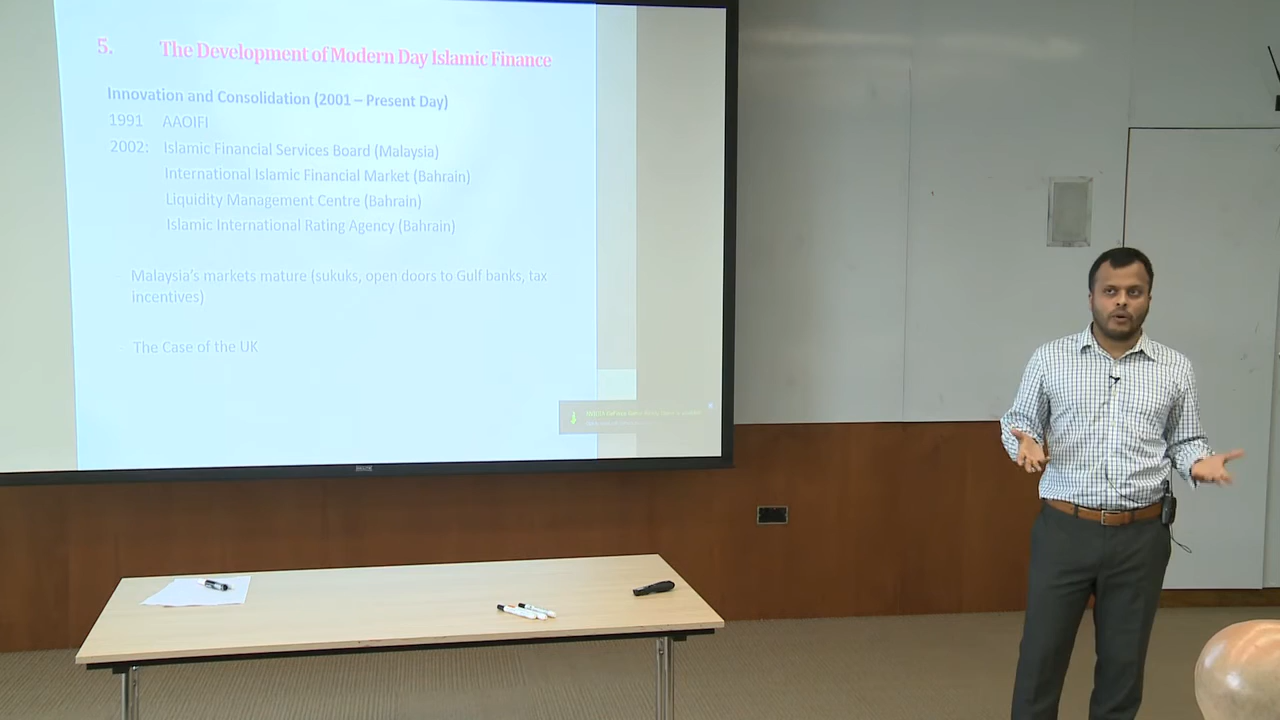 5. The Development of Modern Day Islamic Finance
Innovation and Consolidation (2001 – Present Day)
1991 AAOIFI
2002: Islamic Financial Services Board (Malaysia)
International Islamic Financial Market (Bahrain)
Liquidity Management Centre (Bahrain)
Islamic International Rating Agency (Bahrain)
Malaysia's markets mature (sukuks, open doors to Gulf banks, tax
incentives)
- The Case of the UK